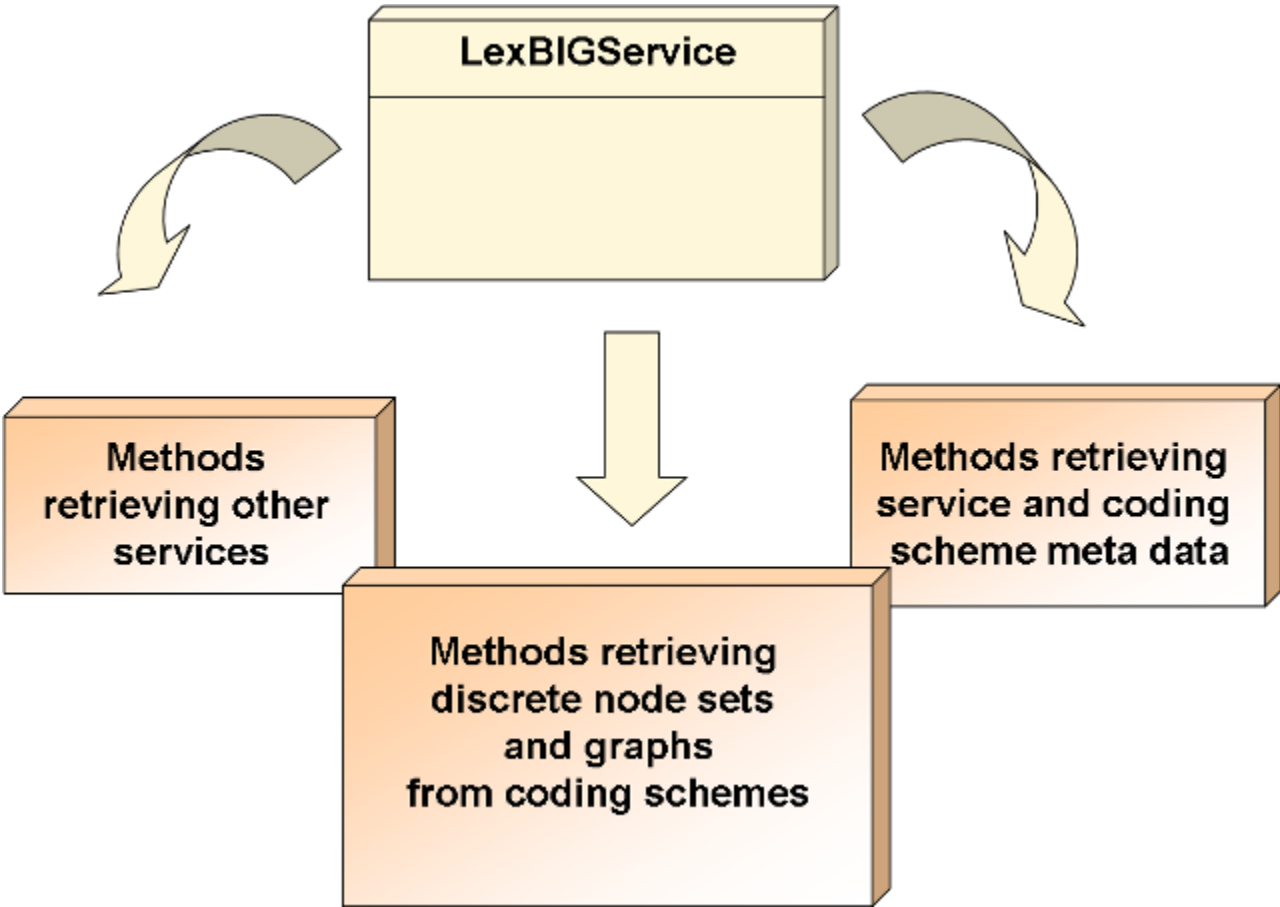 LexBIGService
Methods
retrieving other
services
Methods retrieving
service and coding
scheme meta data
Methods retrieving
discrete node sets
and graphs
from coding schemes